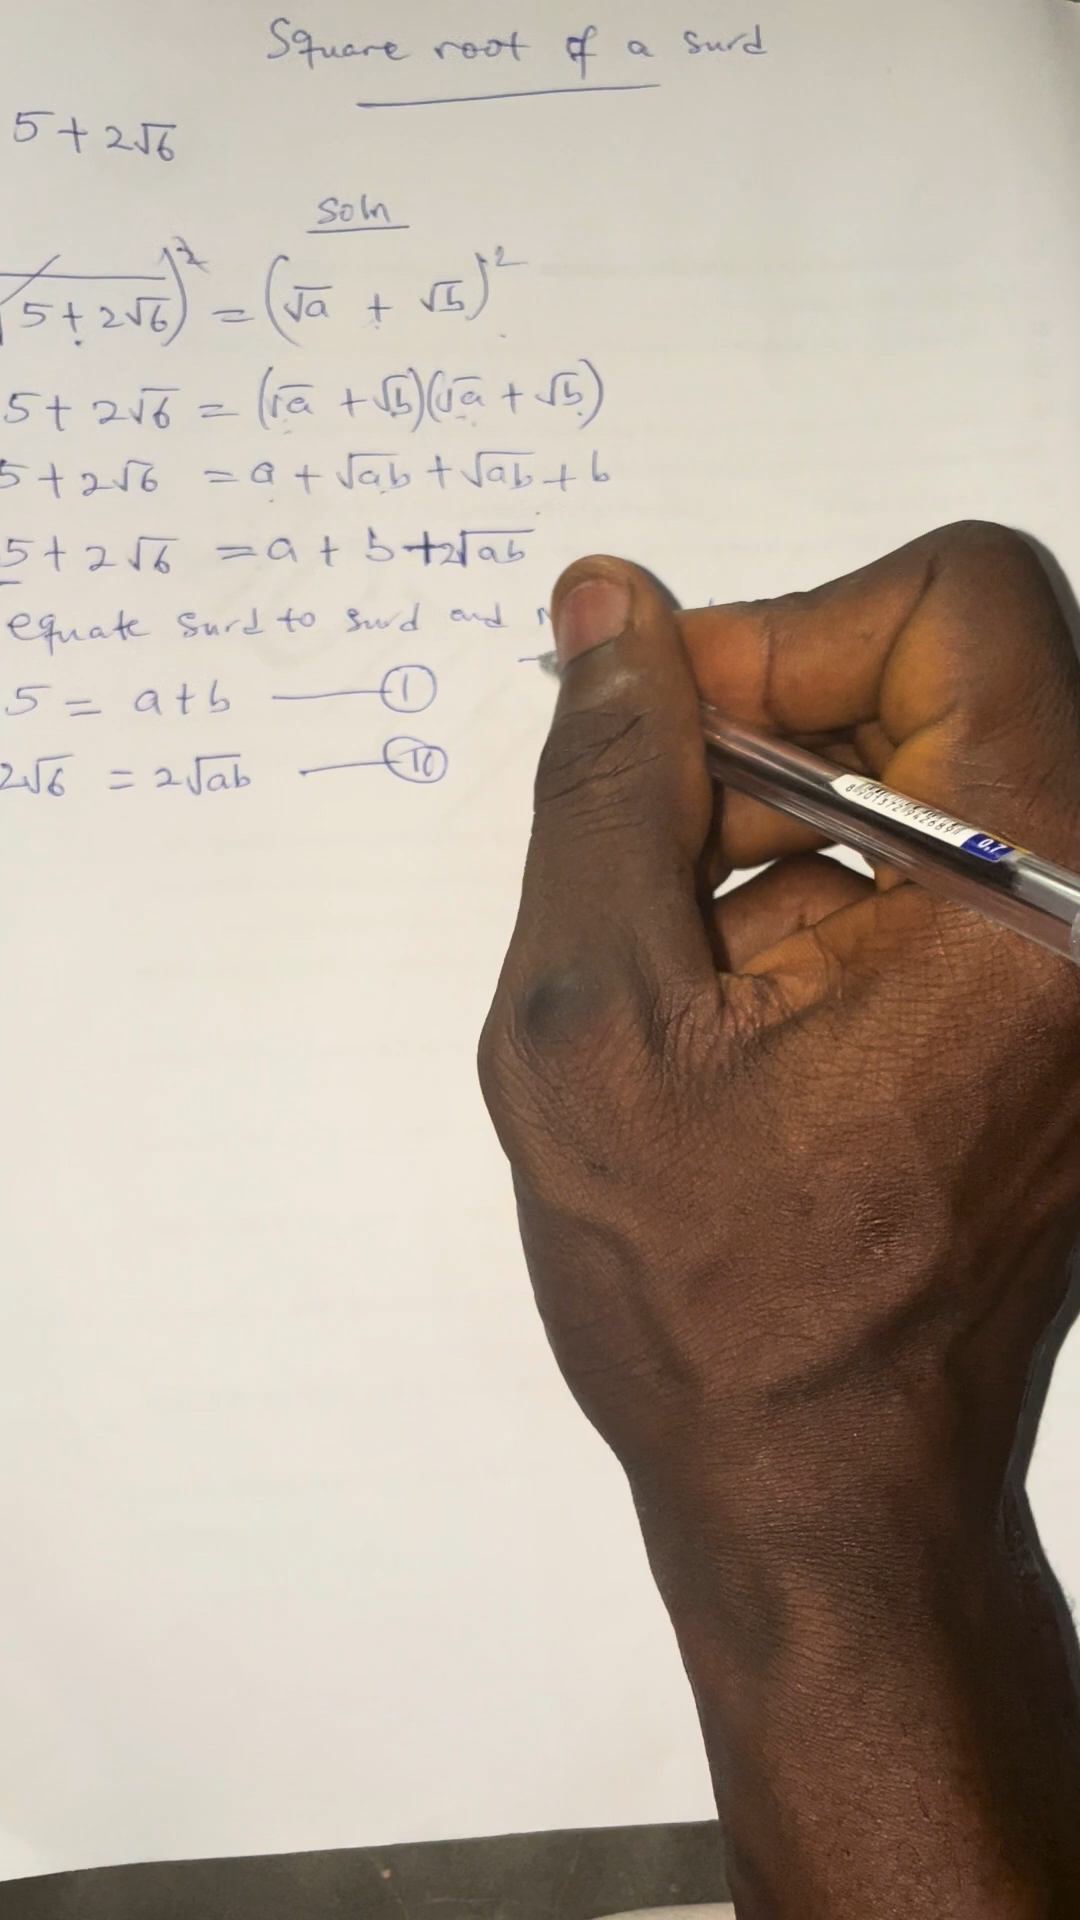 Square root of a surd
5 + 2√6
soln
√5 + 2√6)² = (√a + √b)²
5 + 2√6 = (√a + √b)(√a + √b)
5 + 2√6 = a + √ab + √ab + b
5 + 2√6 = a + b + 2√ab
equate surd to surd and
5 = a + b — ①
2√6 = 2√ab — ⑪
0.7